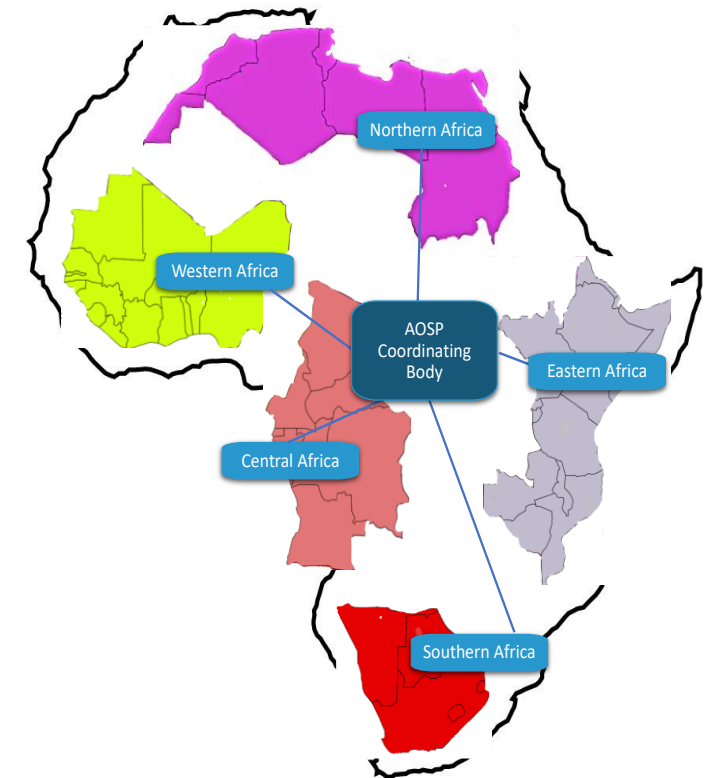 Northern Africa
Western Africa
AOSP
Coordinating
Body
Eastern Africa
Central Africa
Southern Africa